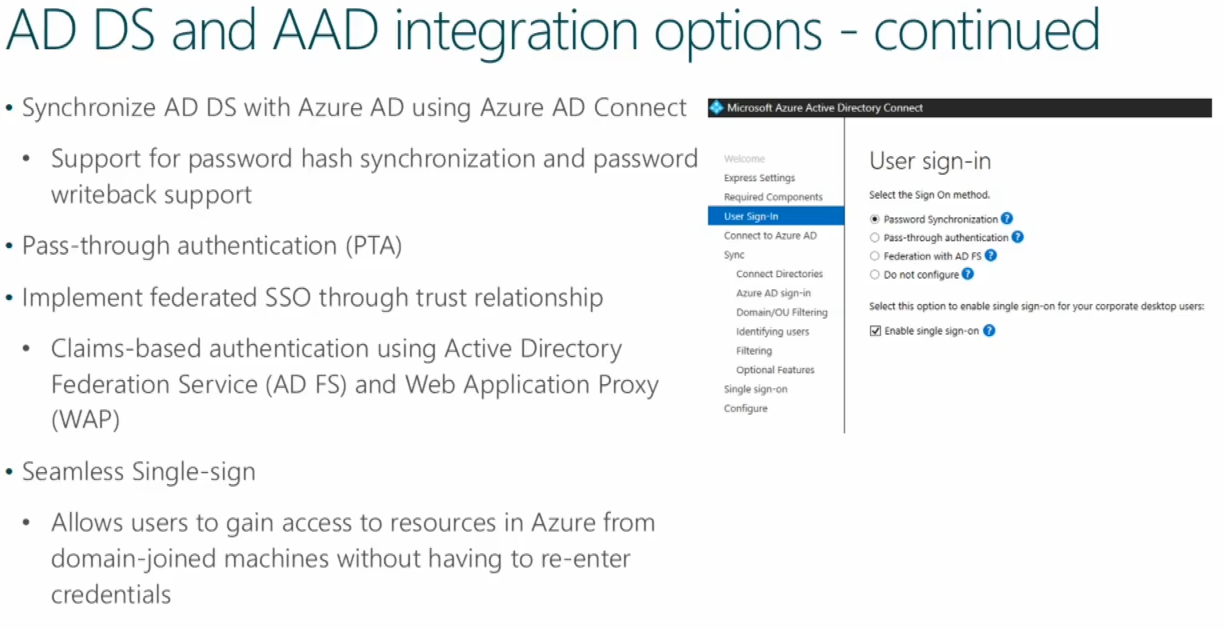 AD DS and AAD integration options - continued
• Synchronize AD DS with Azure AD using Azure AD Connect
• Support for password hash synchronization and password
writeback support
• Pass-through authentication (PTA)
• Implement federated SSO through trust relationship
• Claims-based authentication using Active Directory
Federation Service (AD FS) and Web Application Proxy
(WAP)
• Seamless Single-sign
• Allows users to gain access to resources in Azure from
domain-joined machines without having to re-enter
credentials
Microsoft Azure Active Directory Connect
Welcome
Express Settings
Required Components
User Sign-In
Connect to Azure AD
Sync
Connect Directories
Azure AD sign-in
Domain/OU Filtering
Identifying users
Filtering
Optional Features
Single sign-on
Configure
User sign-in
Select the Sign On method.
Password Synchronization ?
Pass-through authentication ?
Federation with AD FS ?
Do not configure ?
Select this option to enable single sign-on for your corporate desktop users:
Enable single sign-on ?